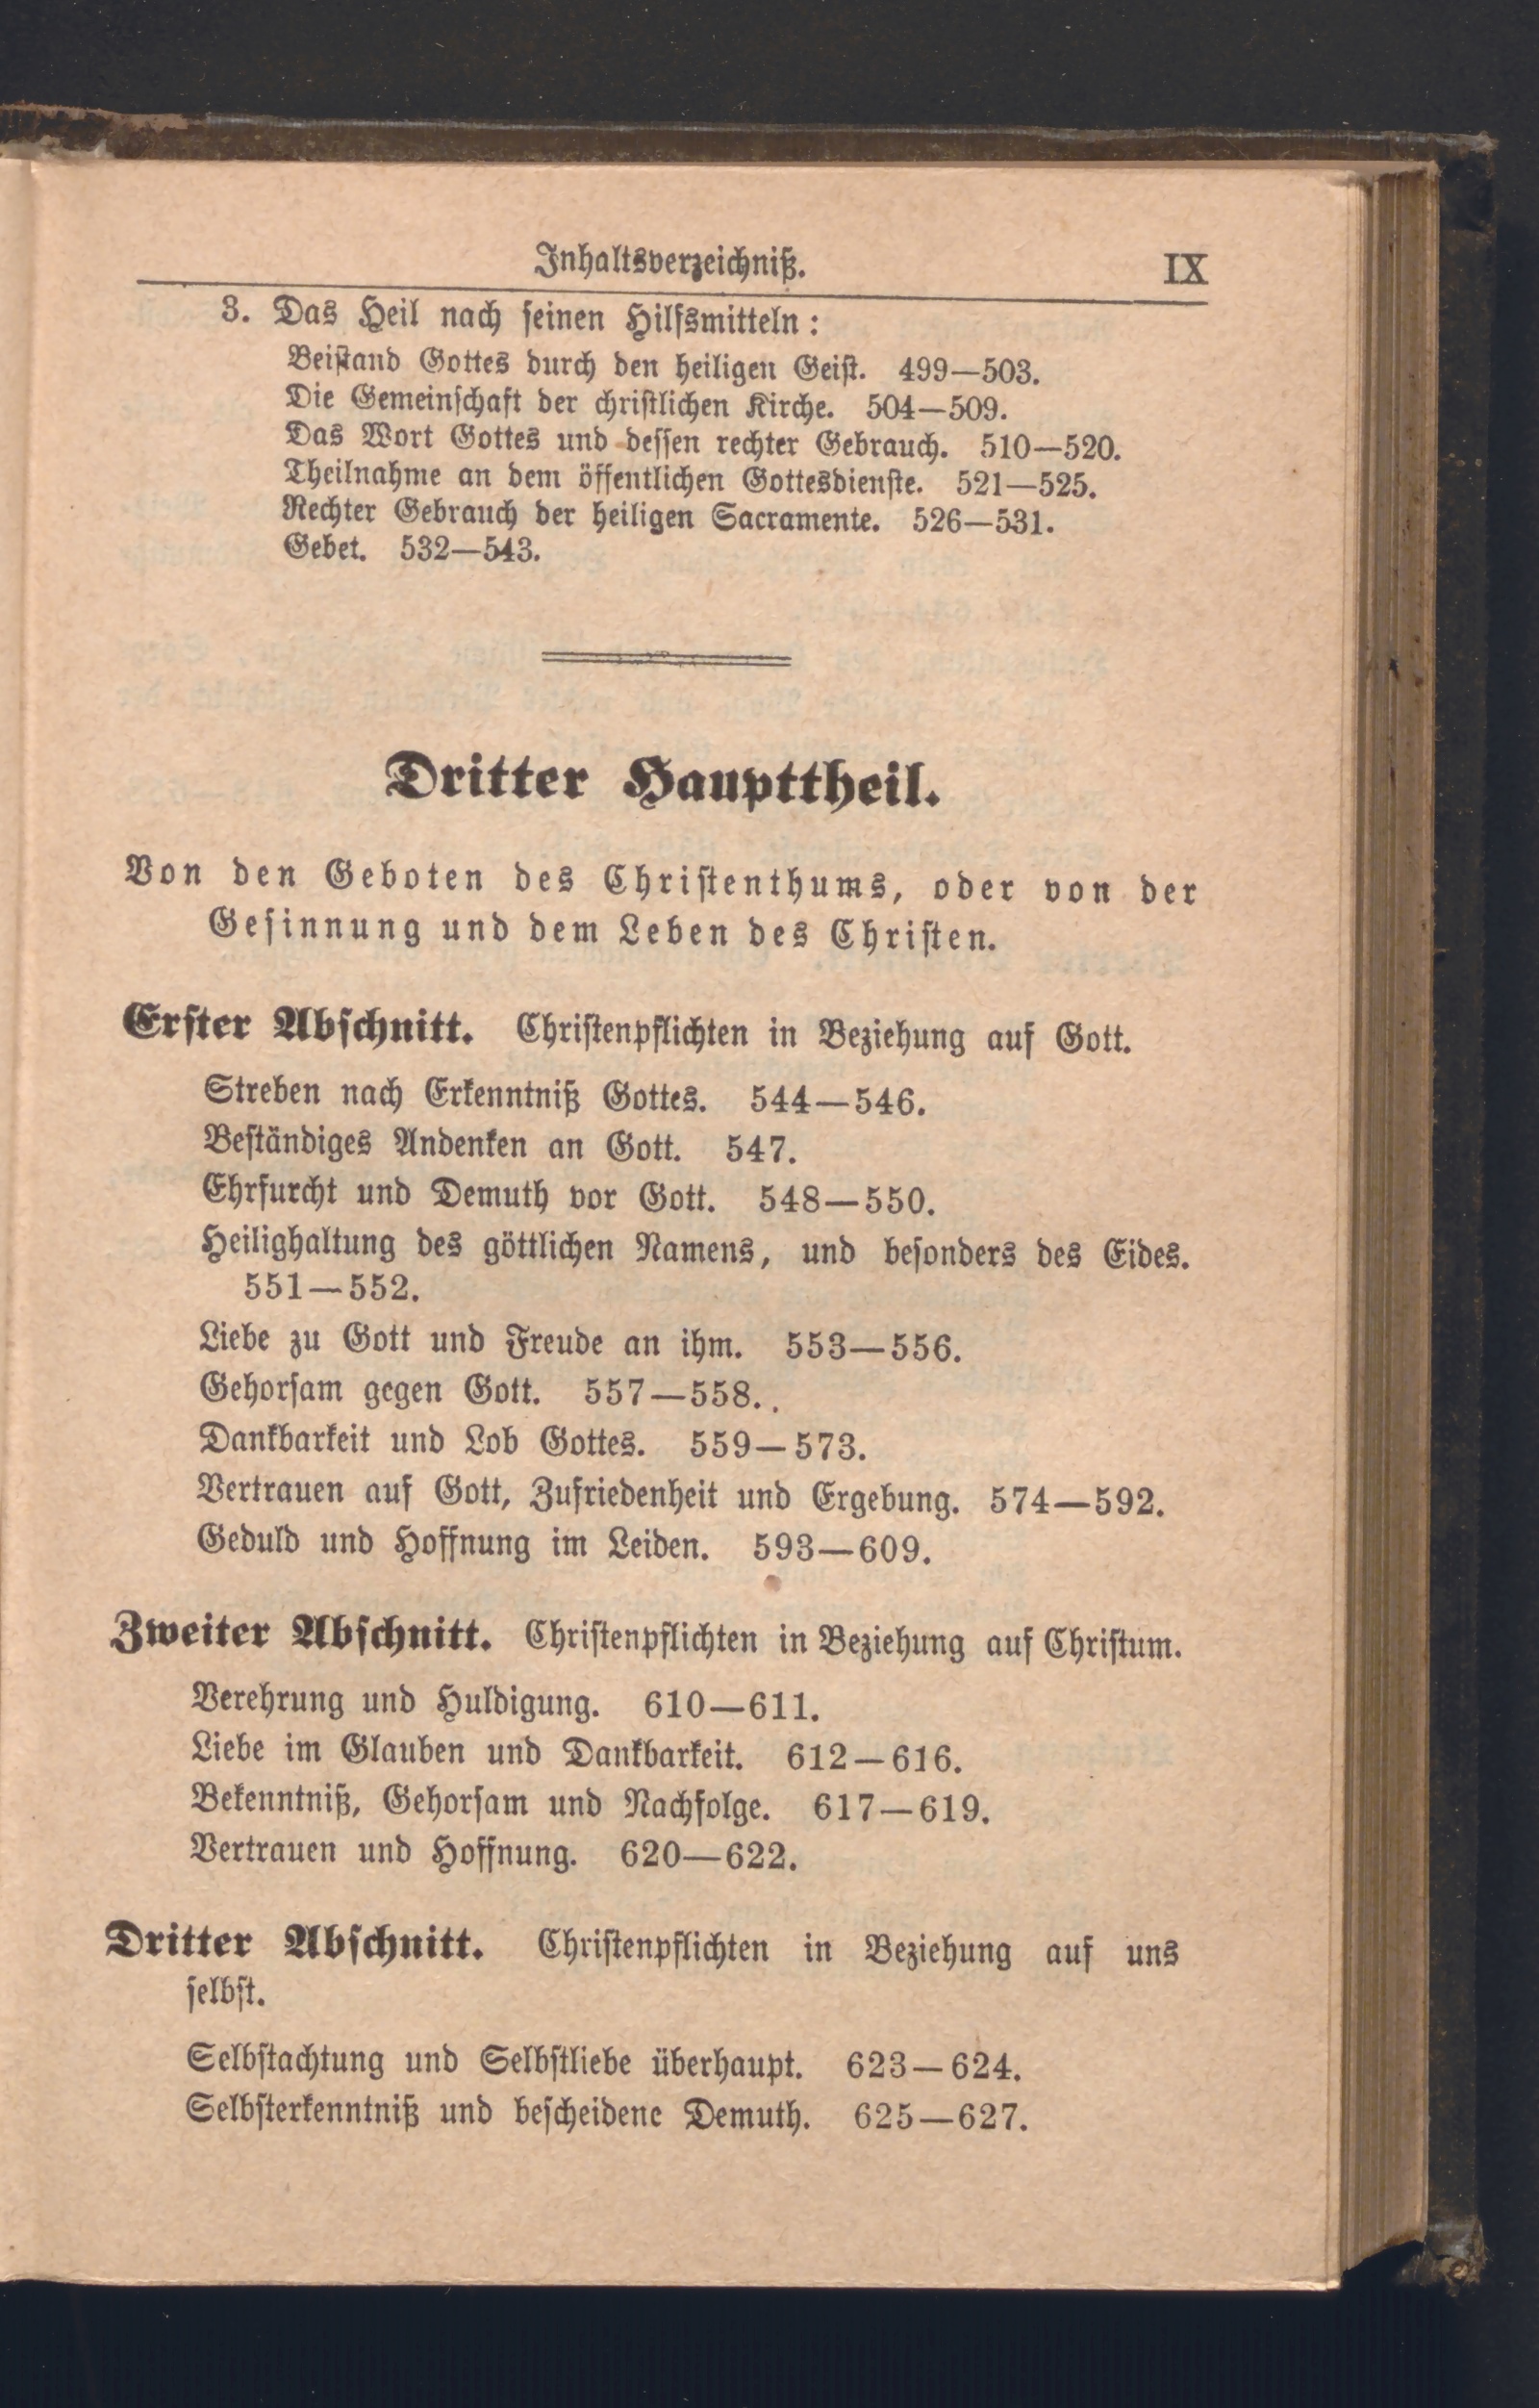 Inhaltsverzeichniß. IX
3. Das Heil nach seinen Hilfsmitteln:
Beistand Gottes durch den heiligen Geist. 499—503.
Die Gemeinschaft der christlichen Kirche. 504—509.
Das Wort Gottes und dessen rechter Gebrauch. 510—520.
Theilnahme an dem öffentlichen Gottesdienste. 521—525.
Rechter Gebrauch der heiligen Sacramente. 526—531.
Gebet. 532—543.
Dritter Haupttheil.
Von den Geboten des Christenthums, oder von der
Gesinnung und dem Leben des Christen.
Erster Abschnitt. Christenpflichten in Beziehung auf Gott.
Streben nach Erkenntniß Gottes. 544—546.
Beständiges Andenken an Gott. 547.
Ehrfurcht und Demuth vor Gott. 548—550.
Heilighaltung des göttlichen Namens, und besonders des Eides.
551—552.
Liebe zu Gott und Freude an ihm. 553—556.
Gehorsam gegen Gott. 557—558.
Dankbarkeit und Lob Gottes. 559—573.
Vertrauen auf Gott, Zufriedenheit und Ergebung. 574—592.
Geduld und Hoffnung im Leiden. 593—609.
Zweiter Abschnitt. Christenpflichten in Beziehung auf Christum.
Verehrung und Huldigung. 610—611.
Liebe im Glauben und Dankbarkeit. 612—616.
Bekenntniß, Gehorsam und Nachfolge. 617—619.
Vertrauen und Hoffnung. 620—622.
Dritter Abschnitt. Christenpflichten in Beziehung auf uns
selbst.
Selbstachtung und Selbstliebe überhaupt. 623—624.
Selbsterkenntniß und bescheidene Demuth. 625—627.